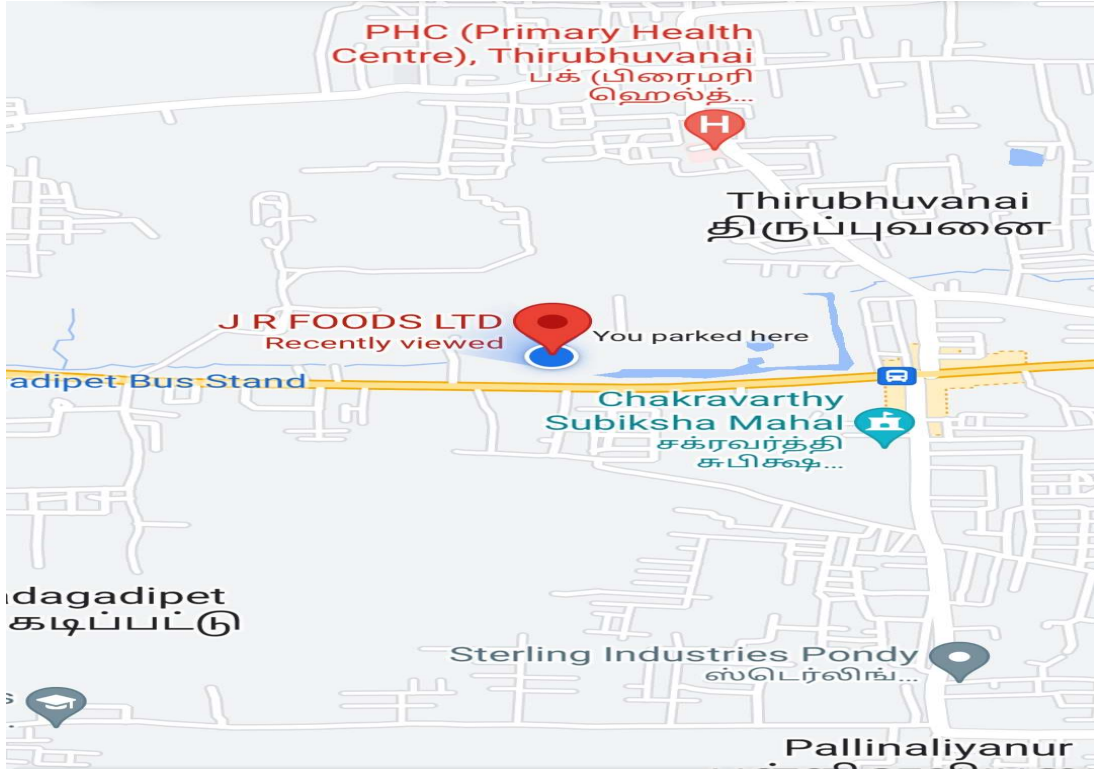 PHC (Primary Health
Centre), Thirubhuvanai
பக் (பிரைமரி
ஹெல்த்...
H
Thirubhuvanai
திருப்புவனை
J R FOODS LTD
Recently viewed
You parked here
adipet Bus Stand
Chakravarthy
Subiksha Mahal
சக்ரவர்த்தி
சுபிக்ஷ...
dagadipet
கடிப்பட்டு
Sterling Industries Pondy
ஸ்டெர்லிங்...
s
Pallinaliyanur